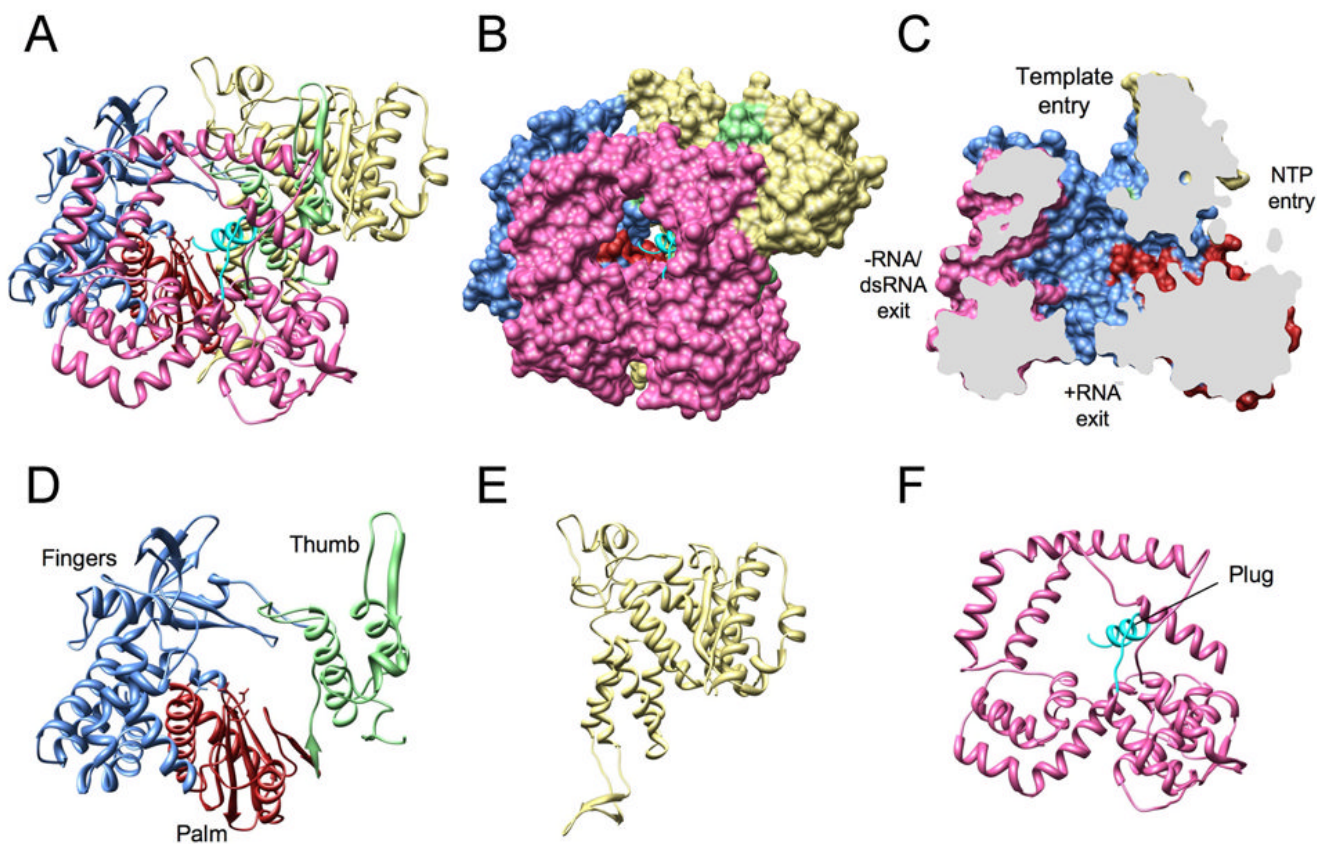 A
B
C
Template
entry
NTP
entry
-RNA/
dsRNA
exit
+RNA
exit
D
E
F
Fingers
Thumb
Palm
Plug